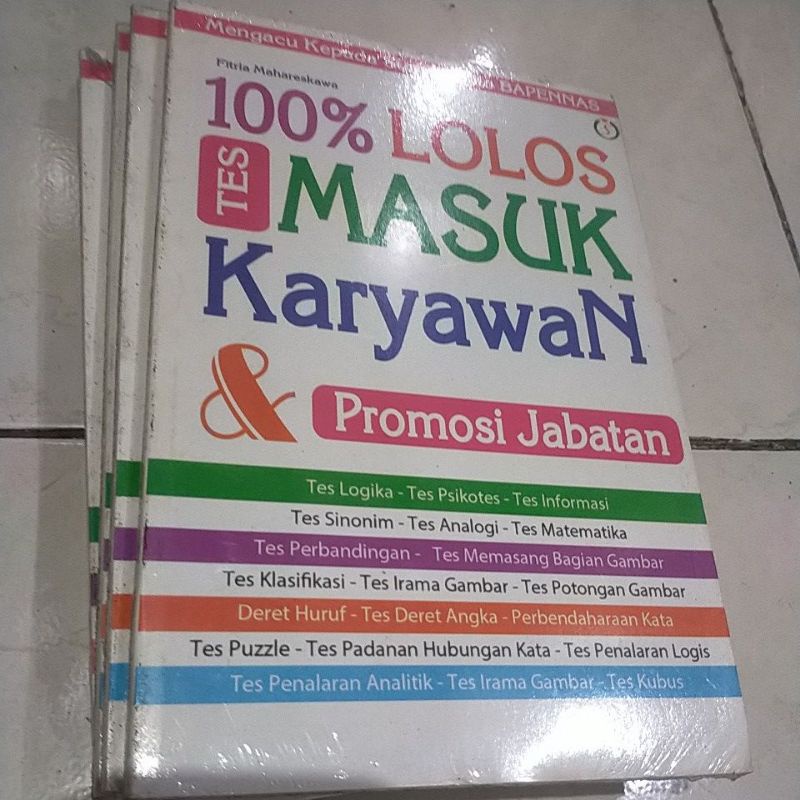 Mengacu Kepada BAPENNAS
Fitria Mahareskawa
100% LOLOS
TES MASUK
KaryawaN
& Promosi Jabatan
Tes Logika - Tes Psikotes - Tes Informasi
Tes Sinonim - Tes Analogi - Tes Matematika
Tes Perbandingan - Tes Memasang Bagian Gambar
Tes Klasifikasi - Tes Irama Gambar - Tes Potongan Gambar
Deret Huruf - Tes Deret Angka - Perbendaharaan Kata
Tes Puzzle - Tes Padanan Hubungan Kata - Tes Penalaran Logis
Tes Penalaran Analitik - Tes Irama Gambar - Tes Kubus